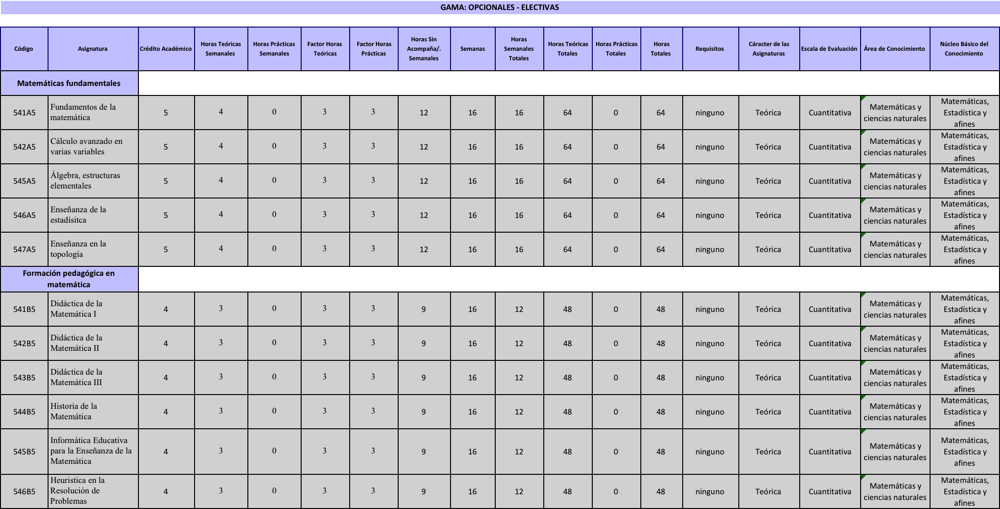 GAMA: OPCIONALES - ELECTIVAS
Código Asignatura Crédito Académico Horas Teóricas Semanales Horas Prácticas Semanales Factor Horas Teóricas Factor Horas Prácticas Horas Sin Acompaña/. Semanales Semanas Horas Semanales Totales Horas Teóricas Totales Horas Prácticas Totales Horas Totales Requisitos Cáracter de las Asignaturas Escala de Evaluación Área de Conocimiento Núcleo Básico del Conocimiento
Matemáticas fundamentales
541A5 Fundamentos de la matemática 5 4 0 3 3 12 16 16 64 0 64 ninguno Teórica Cuantitativa Matemáticas y ciencias naturales Matemáticas, Estadística y afines
542A5 Cálculo avanzado en varias variables 5 4 0 3 3 12 16 16 64 0 64 ninguno Teórica Cuantitativa Matemáticas y ciencias naturales Matemáticas, Estadística y afines
545A5 Álgebra, estructuras elementales 5 4 0 3 3 12 16 16 64 0 64 ninguno Teórica Cuantitativa Matemáticas y ciencias naturales Matemáticas, Estadística y afines
546A5 Enseñanza de la estadísitca 5 4 0 3 3 12 16 16 64 0 64 ninguno Teórica Cuantitativa Matemáticas y ciencias naturales Matemáticas, Estadística y afines
547A5 Enseñanza en la topología 5 4 0 3 3 12 16 16 64 0 64 ninguno Teórica Cuantitativa Matemáticas y ciencias naturales Matemáticas, Estadística y afines
Formación pedagógica en matemática
541B5 Didáctica de la Matemática I 4 3 0 3 3 9 16 12 48 0 48 ninguno Teórica Cuantitativa Matemáticas y ciencias naturales Matemáticas, Estadística y afines
542B5 Didáctica de la Matemática II 4 3 0 3 3 9 16 12 48 0 48 ninguno Teórica Cuantitativa Matemáticas y ciencias naturales Matemáticas, Estadística y afines
543B5 Didáctica de la Matemática III 4 3 0 3 3 9 16 12 48 0 48 ninguno Teórica Cuantitativa Matemáticas y ciencias naturales Matemáticas, Estadística y afines
544B5 Historia de la Matemática 4 3 0 3 3 9 16 12 48 0 48 ninguno Teórica Cuantitativa Matemáticas y ciencias naturales Matemáticas, Estadística y afines
545B5 Informática Educativa para la Enseñanza de la Matemática 4 3 0 3 3 9 16 12 48 0 48 ninguno Teórica Cuantitativa Matemáticas y ciencias naturales Matemáticas, Estadística y afines
546B5 Heuristica en la Resolución de Problemas 4 3 0 3 3 9 16 12 48 0 48 ninguno Teórica Cuantitativa Matemáticas y ciencias naturales Matemáticas, Estadística y afines